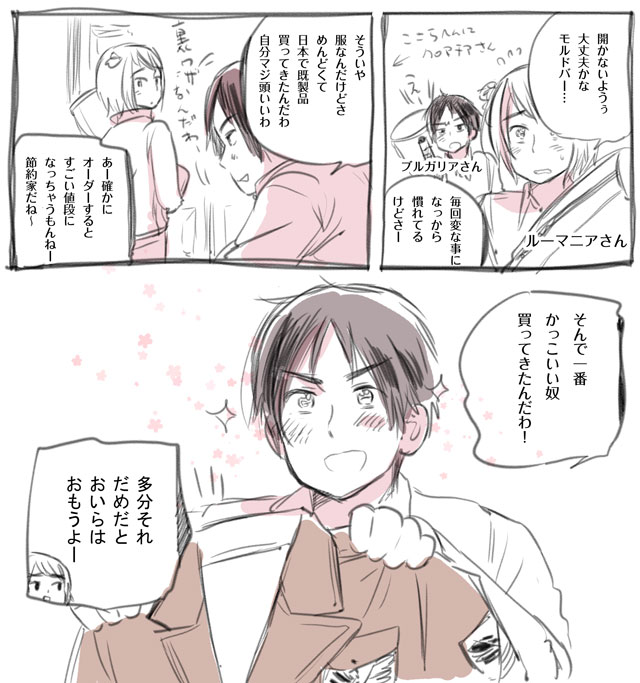 開かないようぅ
大丈夫かな
モルドバー…
ここらへんに
クロアチアさん
ブルガリアさん
毎回変な事に
なっから
慣れてる
けどさー
ルーマニアさん
そういや
服なんだけどさ
めんどくて
日本で既製品
買ってきたんだわ
自分マジ頭いいわ
裏ワザなんだわ
あー確かに
オーダーすると
すごい値段に
なっちゃうもんねー
節約家だね〜
そんで一番
かっこいい奴
買ってきたんだわ！
多分それ
だめだと
おいらは
おもうよー